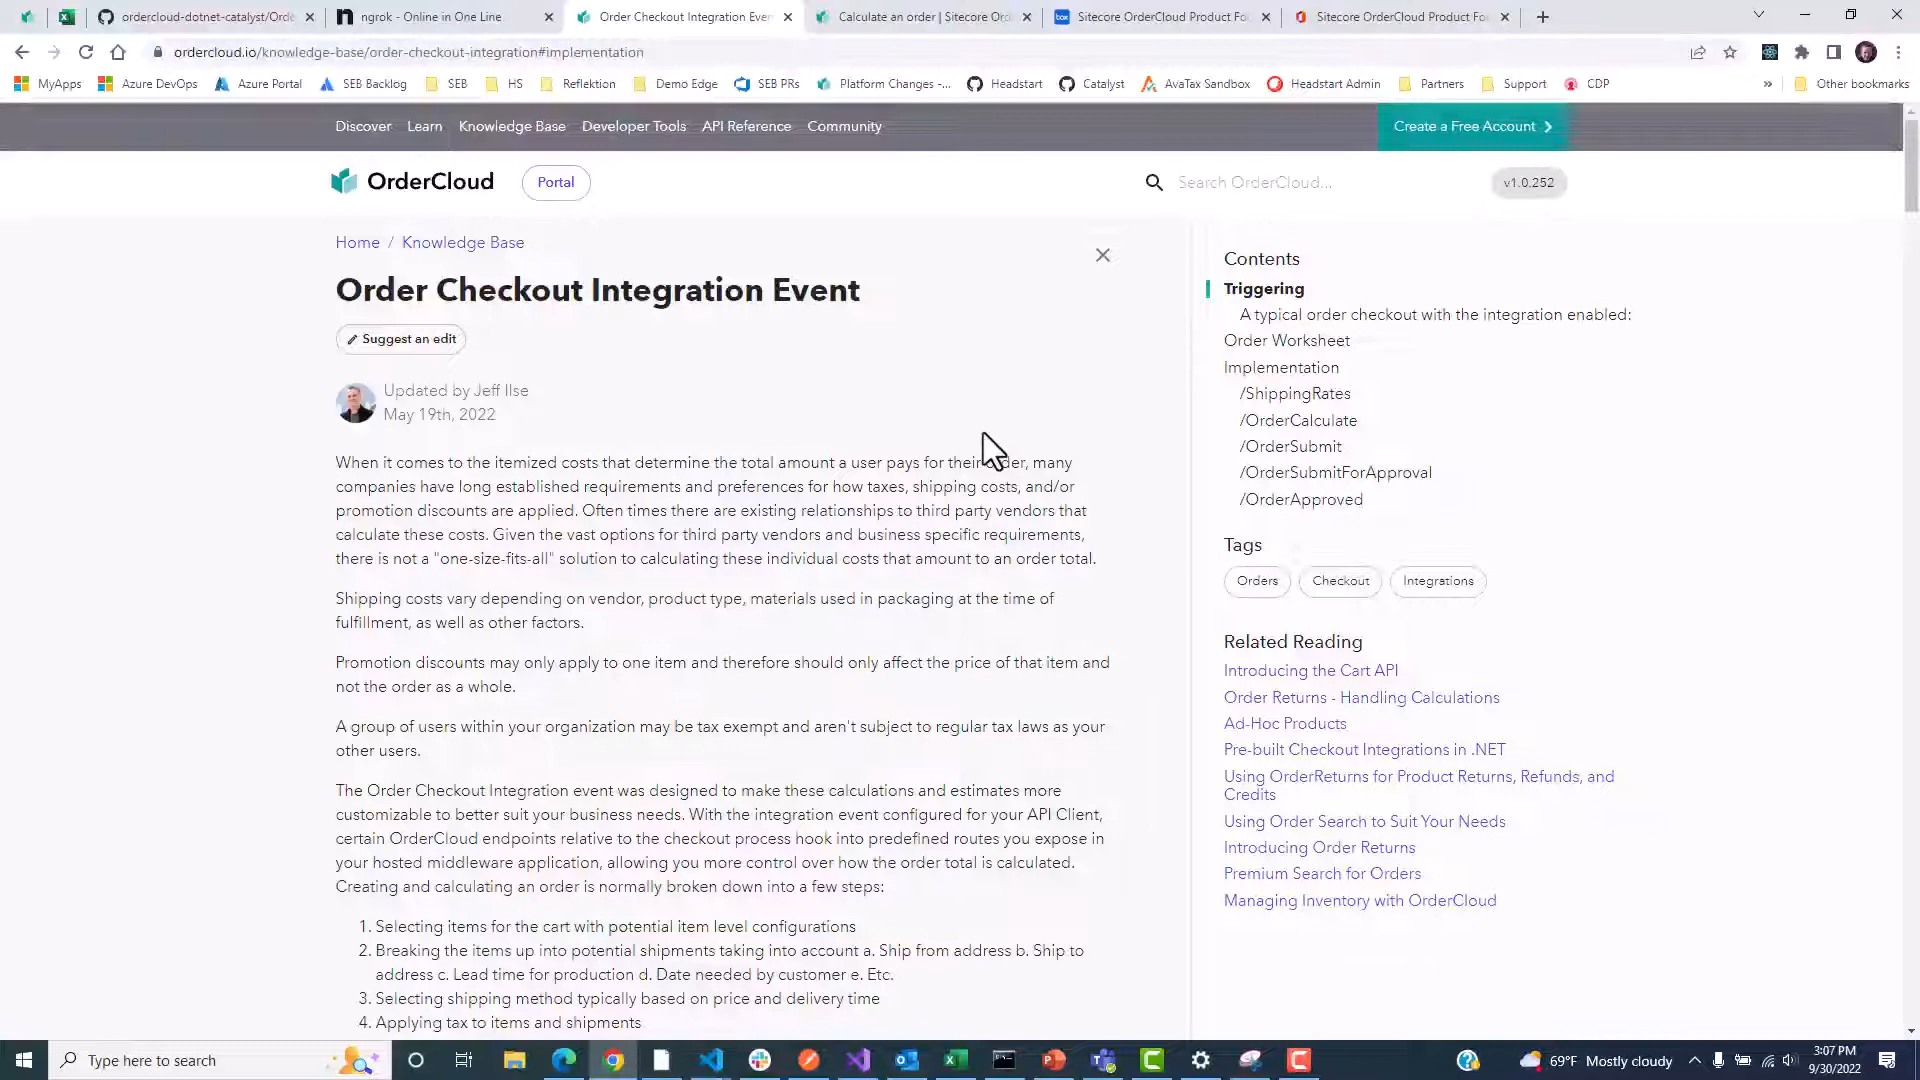 ordercloud-dotnet-catalyst/Orde
ngrok - Online in One Line
Order Checkout Integration Even
Calculate an order | Sitecore Ord
Sitecore OrderCloud Product Fo
Sitecore OrderCloud Product Fo
ordercloud.io/knowledge-base/order-checkout-integration#implementation
MyApps
Azure DevOps
Azure Portal
SEB Backlog
SEB
HS
Reflektion
Demo Edge
SEB PRs
Platform Changes -...
Headstart
Catalyst
AvaTax Sandbox
Headstart Admin
Partners
Support
CDP
»
Other bookmarks
Discover
Learn
Knowledge Base
Developer Tools
API Reference
Community
Create a Free Account
OrderCloud
Portal
Search OrderCloud...
v1.0.252
Home / Knowledge Base
Order Checkout Integration Event
Suggest an edit
Updated by Jeff Ilse
May 19th, 2022
When it comes to the itemized costs that determine the total amount a user pays for their order, many
companies have long established requirements and preferences for how taxes, shipping costs, and/or
promotion discounts are applied. Often times there are existing relationships to third party vendors that
calculate these costs. Given the vast options for third party vendors and business specific requirements,
there is not a "one-size-fits-all" solution to calculating these individual costs that amount to an order total.
Shipping costs vary depending on vendor, product type, materials used in packaging at the time of
fulfillment, as well as other factors.
Promotion discounts may only apply to one item and therefore should only affect the price of that item and
not the order as a whole.
A group of users within your organization may be tax exempt and aren't subject to regular tax laws as your
other users.
The Order Checkout Integration event was designed to make these calculations and estimates more
customizable to better suit your business needs. With the integration event configured for your API Client,
certain OrderCloud endpoints relative to the checkout process hook into predefined routes you expose in
your hosted middleware application, allowing you more control over how the order total is calculated.
Creating and calculating an order is normally broken down into a few steps:
1. Selecting items for the cart with potential item level configurations
2. Breaking the items up into potential shipments taking into account a. Ship from address b. Ship to
address c. Lead time for production d. Date needed by customer e. Etc.
3. Selecting shipping method typically based on price and delivery time
4. Applying tax to items and shipments
Contents
Triggering
A typical order checkout with the integration enabled:
Order Worksheet
Implementation
/ShippingRates
/OrderCalculate
/OrderSubmit
/OrderSubmitForApproval
/OrderApproved
Tags
Orders
Checkout
Integrations
Related Reading
Introducing the Cart API
Order Returns - Handling Calculations
Ad-Hoc Products
Pre-built Checkout Integrations in .NET
Using OrderReturns for Product Returns, Refunds, and
Credits
Using Order Search to Suit Your Needs
Introducing Order Returns
Premium Search for Orders
Managing Inventory with OrderCloud
Type here to search
69°F Mostly cloudy
3:07 PM
9/30/2022